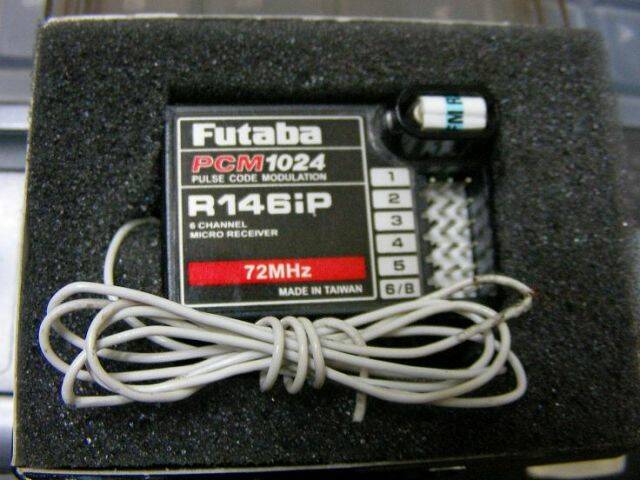 Futaba
PCM1024
PULSE CODE MODULATION
R146iP
6 CHANNEL
MICRO RECEIVER
72MHz
MADE IN TAIWAN
1
2
3
4
5
6/B